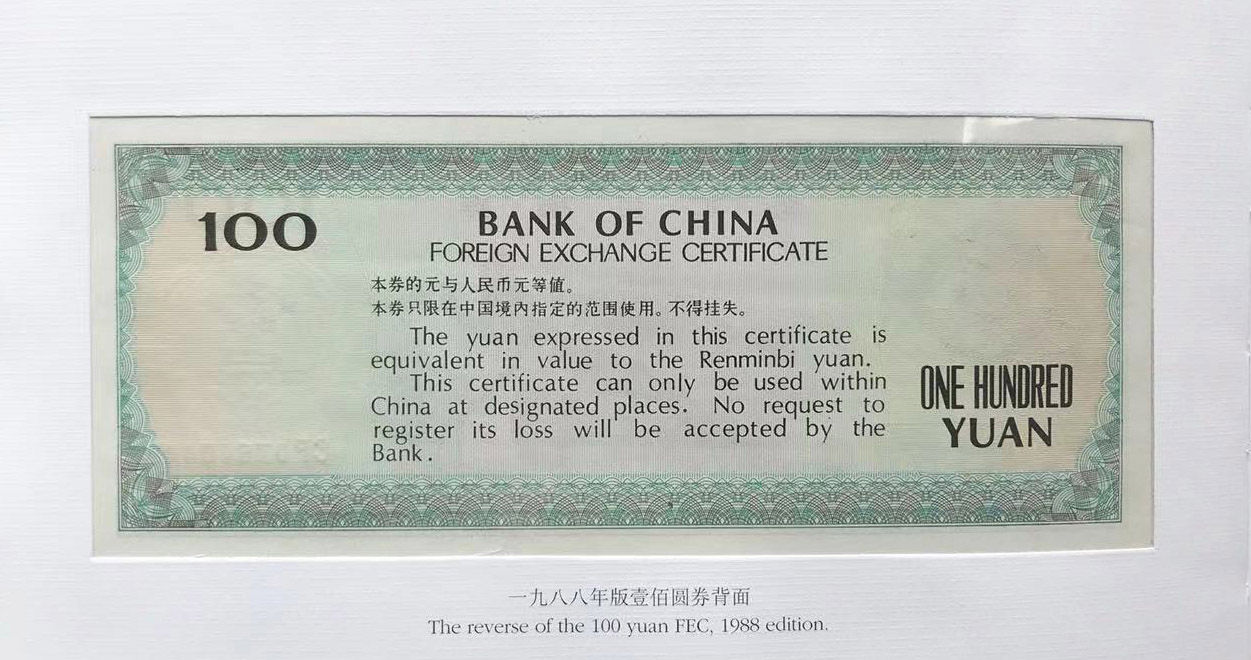 100
BANK OF CHINA
FOREIGN EXCHANGE CERTIFICATE
本券的元与人民币元等值。
本券只限在中国境内指定的范围使用。不得挂失。
The yuan expressed in this certificate is
equivalent in value to the Renminbi yuan.
This certificate can only be used within
China at designated places. No request to
register its loss will be accepted by the
Bank.
ONE HUNDRED
YUAN
一九八八年版壹佰圆券背面
The reverse of the 100 yuan FEC, 1988 edition.